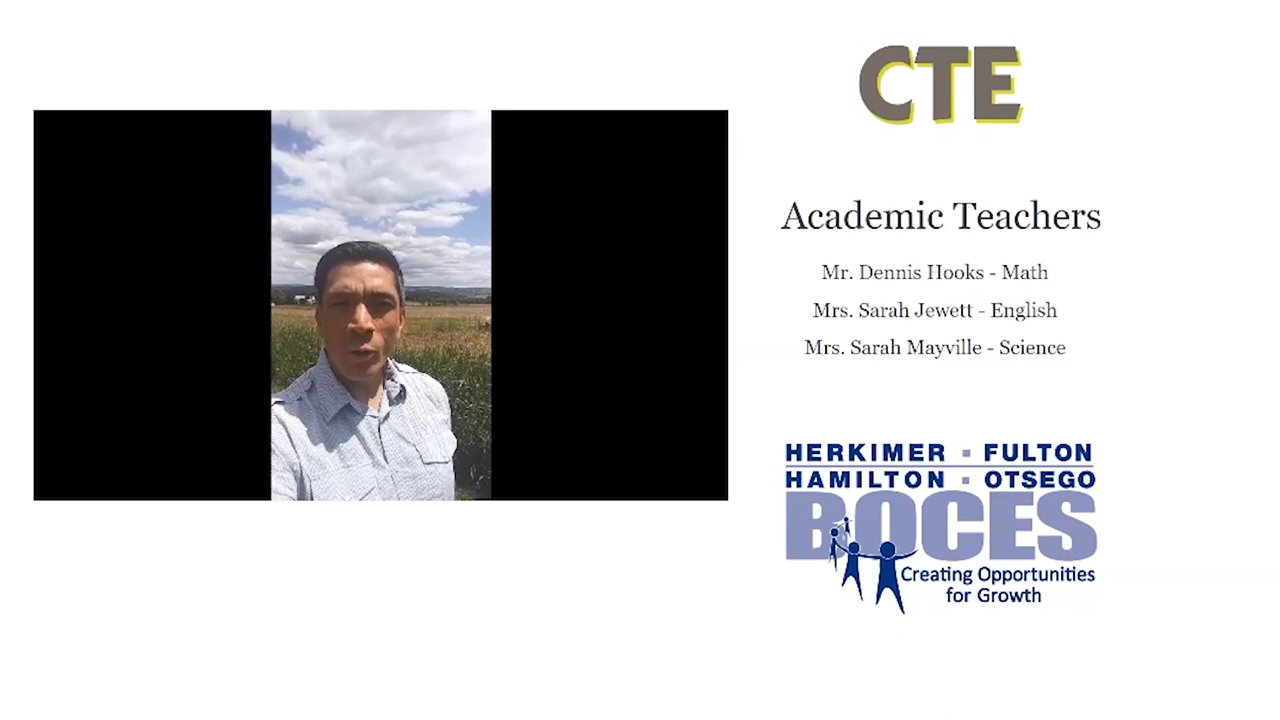 CTE
Academic Teachers
Mr. Dennis Hooks - Math
Mrs. Sarah Jewett - English
Mrs. Sarah Mayville - Science
HERKIMER ▪ FULTON
HAMILTON ▪ OTSEGO
BOCES
Creating Opportunities
for Growth